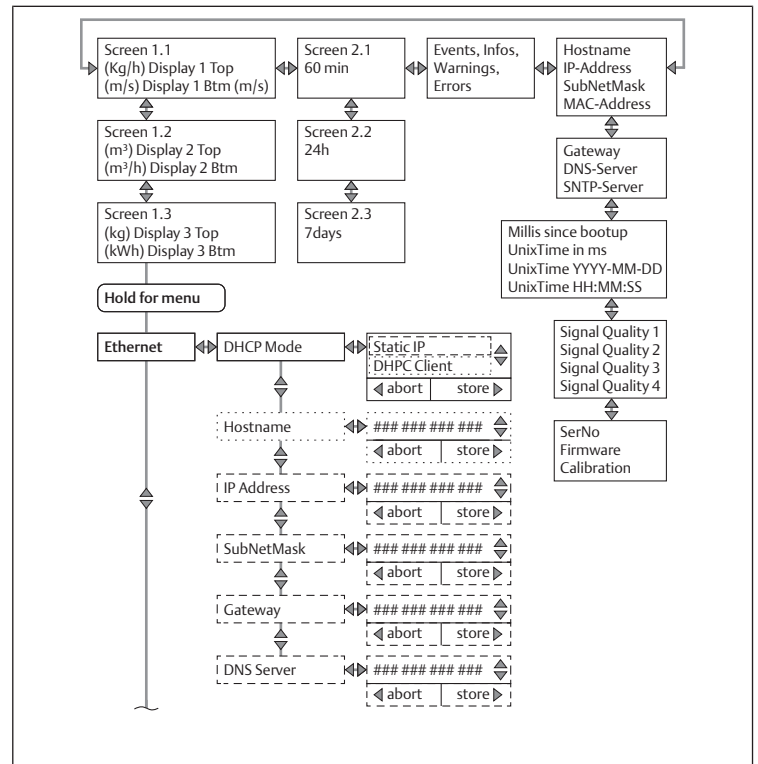 Screen 1.1
(Kg/h) Display 1 Top
(m/s) Display 1 Btm (m/s)
Screen 2.1
60 min
Events, Infos,
Warnings,
Errors
Hostname
IP-Address
SubNetMask
MAC-Address
Screen 1.2
(m³) Display 2 Top
(m³/h) Display 2 Btm
Screen 2.2
24h
Gateway
DNS-Server
SNTP-Server
Screen 1.3
(kg) Display 3 Top
(kWh) Display 3 Btm
Screen 2.3
7days
Millis since bootup
UnixTime in ms
UnixTime YYYY-MM-DD
UnixTime HH:MM:SS
Hold for menu
Signal Quality 1
Signal Quality 2
Signal Quality 3
Signal Quality 4
SerNo
Firmware
Calibration
Ethernet
DHCP Mode
Static IP
DHPC Client
abort store
Hostname
### ### ### ###
abort store
IP Address
### ### ### ###
abort store
SubNetMask
### ### ### ###
abort store
Gateway
### ### ### ###
abort store
DNS Server
### ### ### ###
abort store